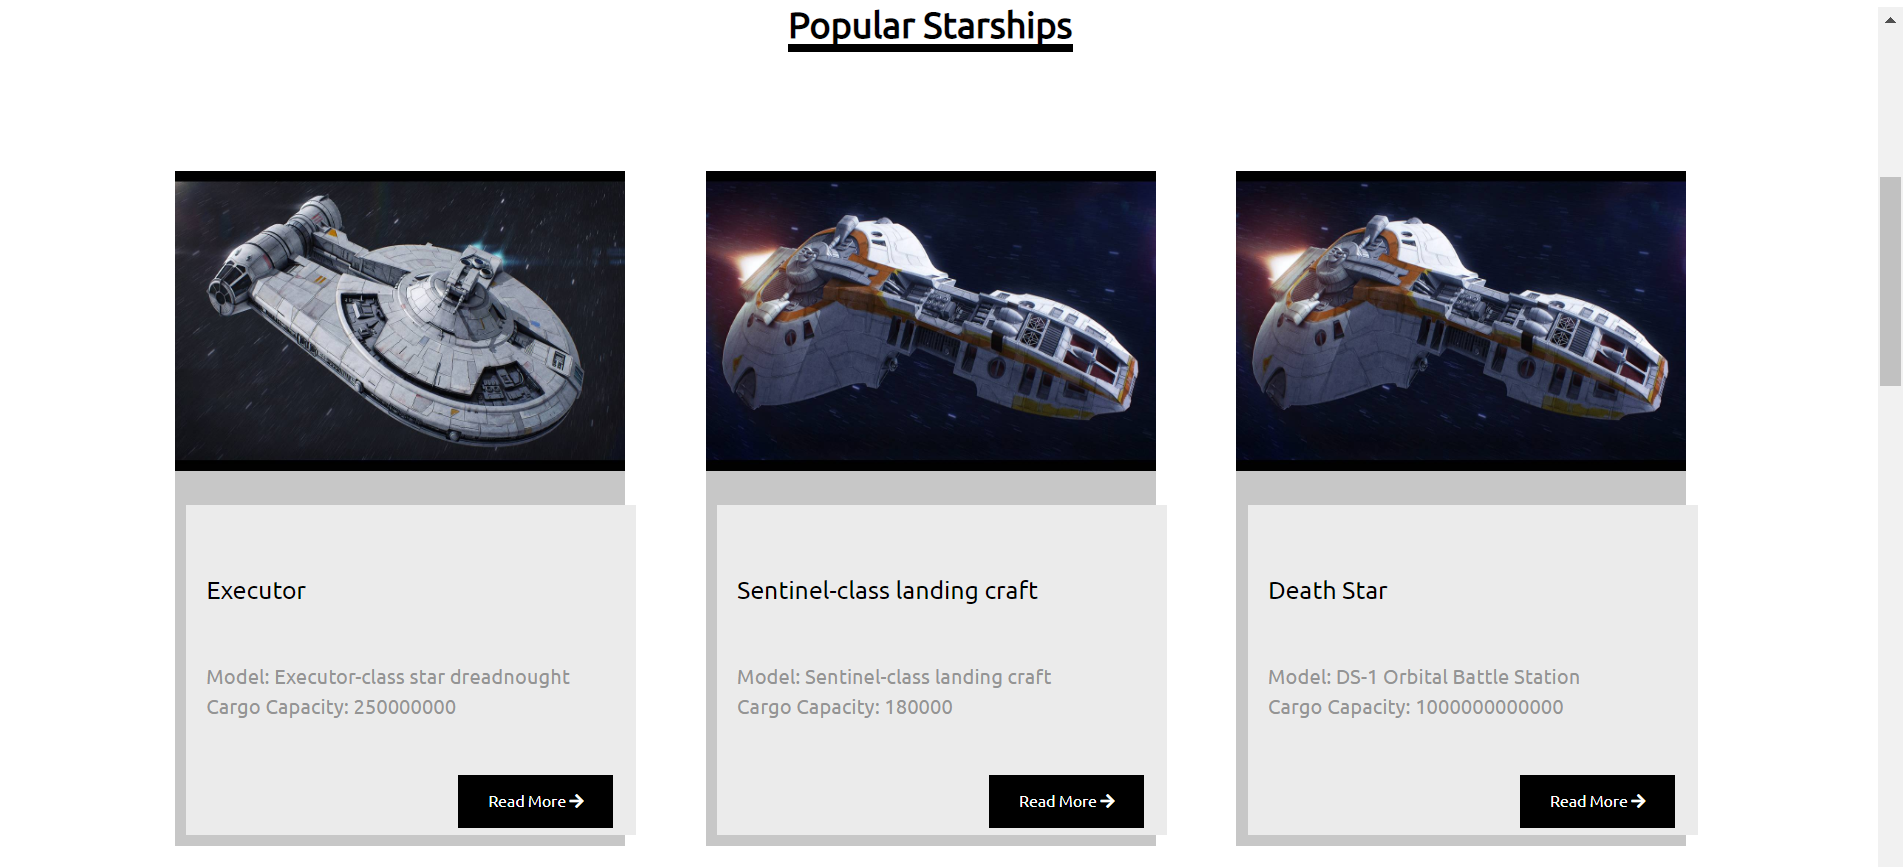 Popular Starships
Executor
Model: Executor-class star dreadnought
Cargo Capacity: 250000000
Read More
Sentinel-class landing craft
Model: Sentinel-class landing craft
Cargo Capacity: 180000
Read More
Death Star
Model: DS-1 Orbital Battle Station
Cargo Capacity: 1000000000000
Read More